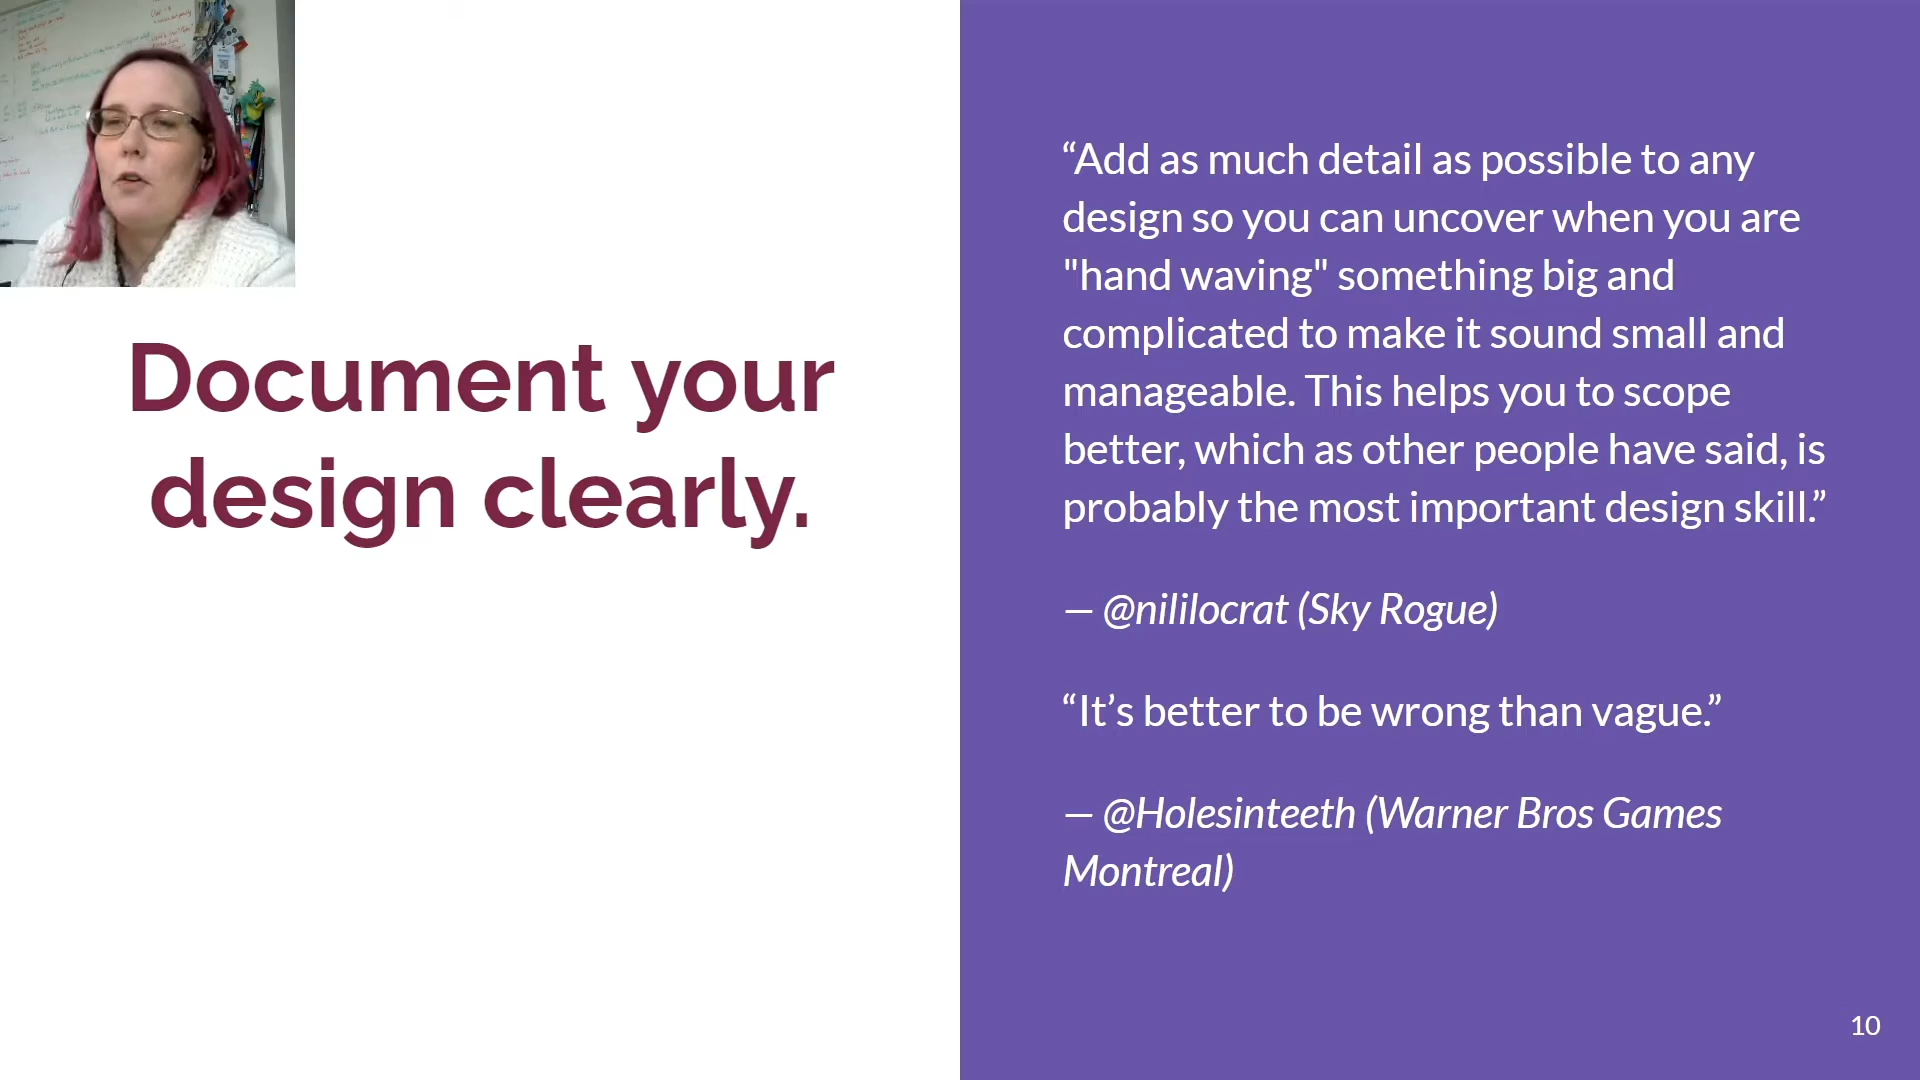 Document your
design clearly.
“Add as much detail as possible to any
design so you can uncover when you are
"hand waving" something big and
complicated to make it sound small and
manageable. This helps you to scope
better, which as other people have said, is
probably the most important design skill.”
— @nililocrat (Sky Rogue)
“It’s better to be wrong than vague.”
— @Holesinteeth (Warner Bros Games
Montreal)
10